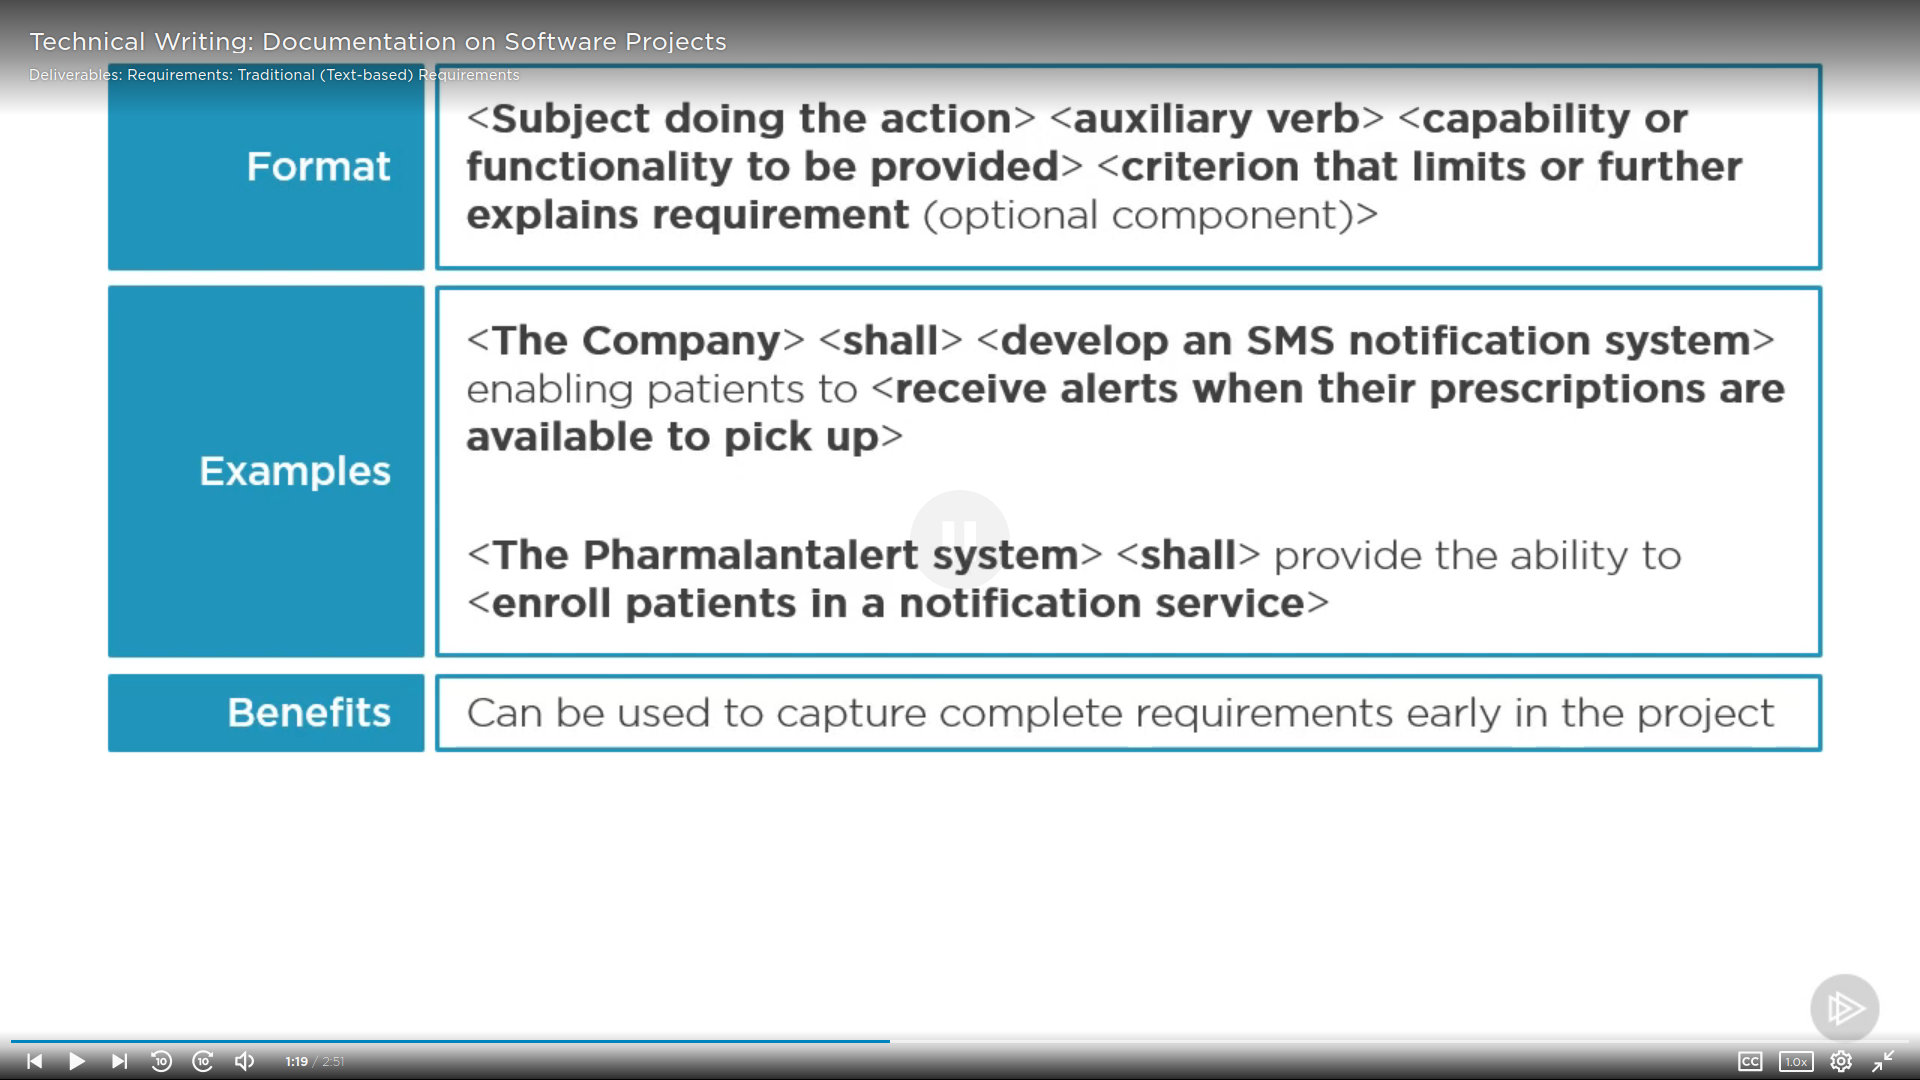 Technical Writing: Documentation on Software Projects
Deliverables: Requirements: Traditional (Text-based) Requirements
Format
<Subject doing the action> <auxiliary verb> <capability or
functionality to be provided> <criterion that limits or further
explains requirement (optional component)>
Examples
<The Company> <shall> <develop an SMS notification system>
enabling patients to <receive alerts when their prescriptions are
available to pick up>
<The Pharmalantalert system> <shall> provide the ability to
<enroll patients in a notification service>
Benefits
Can be used to capture complete requirements early in the project
10
10
1:19 / 2:51
CC
1.0x